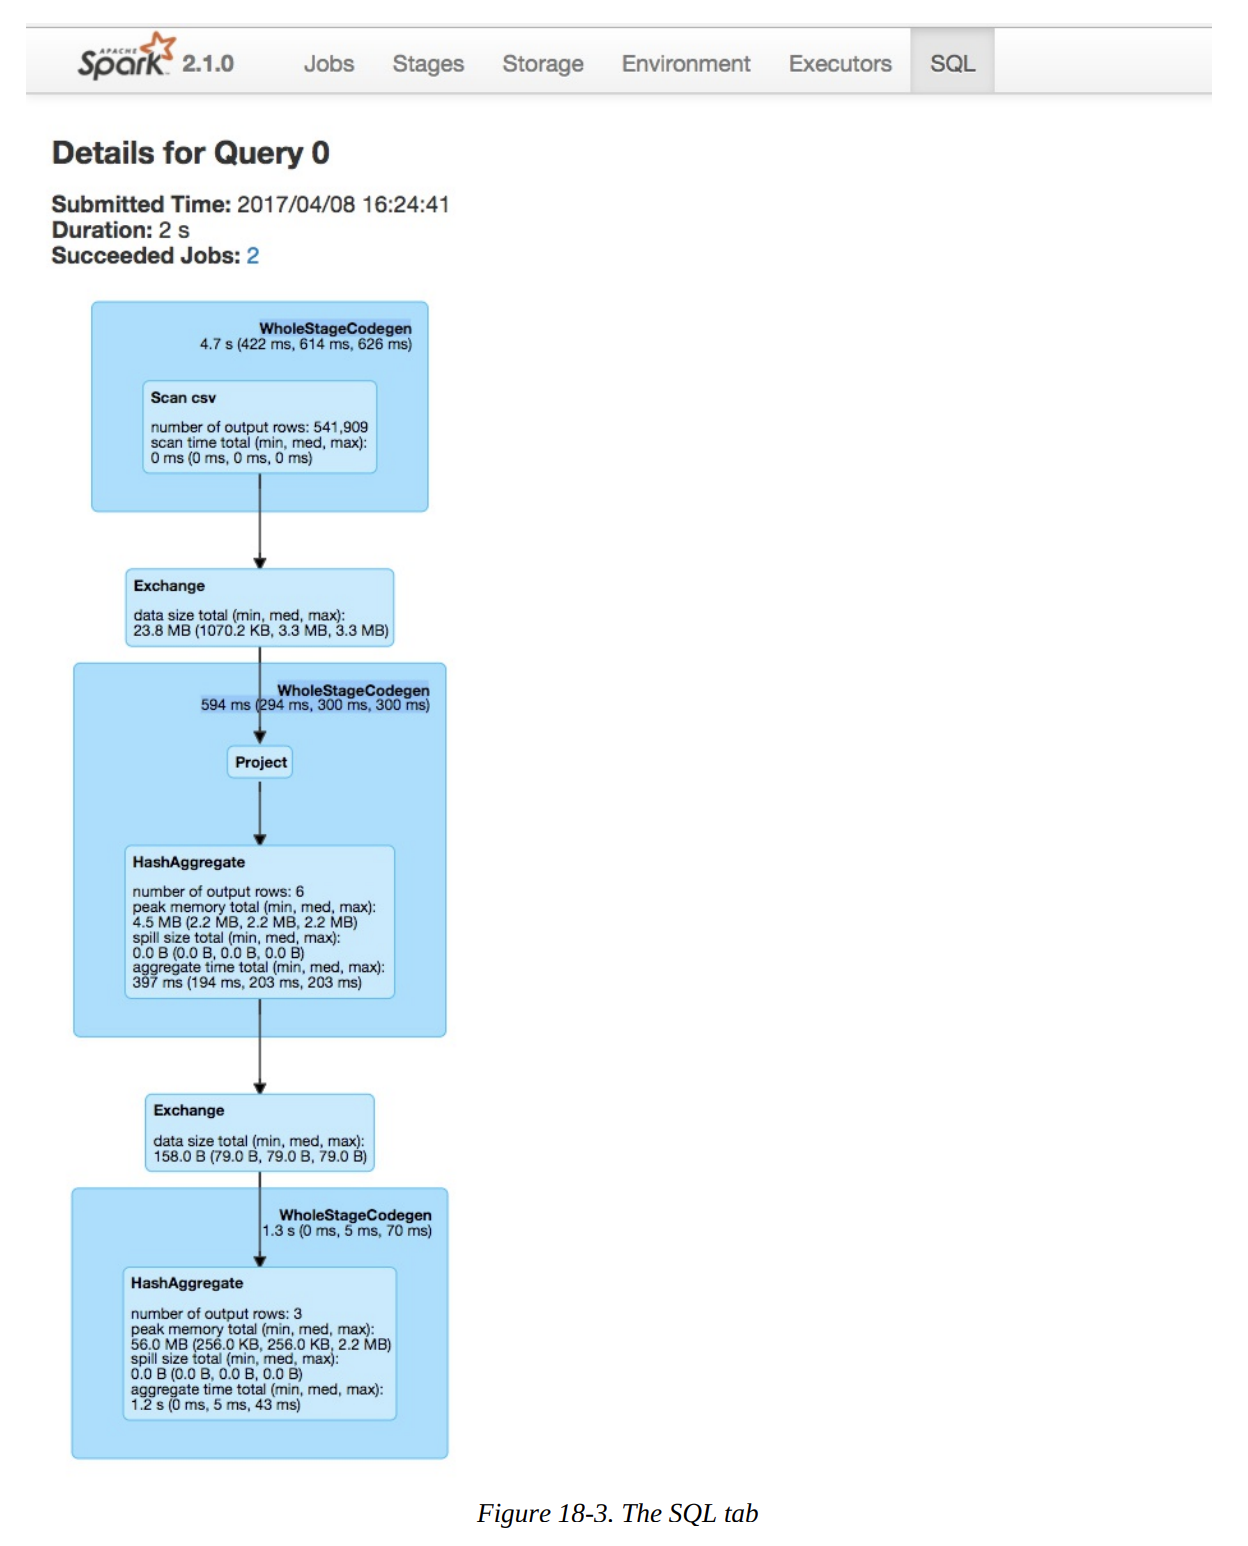 APACHE
Spark 2.1.0 Jobs Stages Storage Environment Executors SQL
Details for Query 0
Submitted Time: 2017/04/08 16:24:41
Duration: 2 s
Succeeded Jobs: 2
WholeStageCodegen
4.7 s (422 ms, 614 ms, 626 ms)
Scan csv
number of output rows: 541,909
scan time total (min, med, max):
0 ms (0 ms, 0 ms, 0 ms)
Exchange
data size total (min, med, max):
23.8 MB (1070.2 KB, 3.3 MB, 3.3 MB)
WholeStageCodegen
594 ms (294 ms, 300 ms, 300 ms)
Project
HashAggregate
number of output rows: 6
peak memory total (min, med, max):
4.5 MB (2.2 MB, 2.2 MB, 2.2 MB)
spill size total (min, med, max):
0.0 B (0.0 B, 0.0 B, 0.0 B)
aggregate time total (min, med, max):
397 ms (194 ms, 203 ms, 203 ms)
Exchange
data size total (min, med, max):
158.0 B (79.0 B, 79.0 B, 79.0 B)
WholeStageCodegen
1.3 s (0 ms, 5 ms, 70 ms)
HashAggregate
number of output rows: 3
peak memory total (min, med, max):
56.0 MB (256.0 KB, 256.0 KB, 2.2 MB)
spill size total (min, med, max):
0.0 B (0.0 B, 0.0 B, 0.0 B)
aggregate time total (min, med, max):
1.2 s (0 ms, 5 ms, 43 ms)
Figure 18-3. The SQL tab